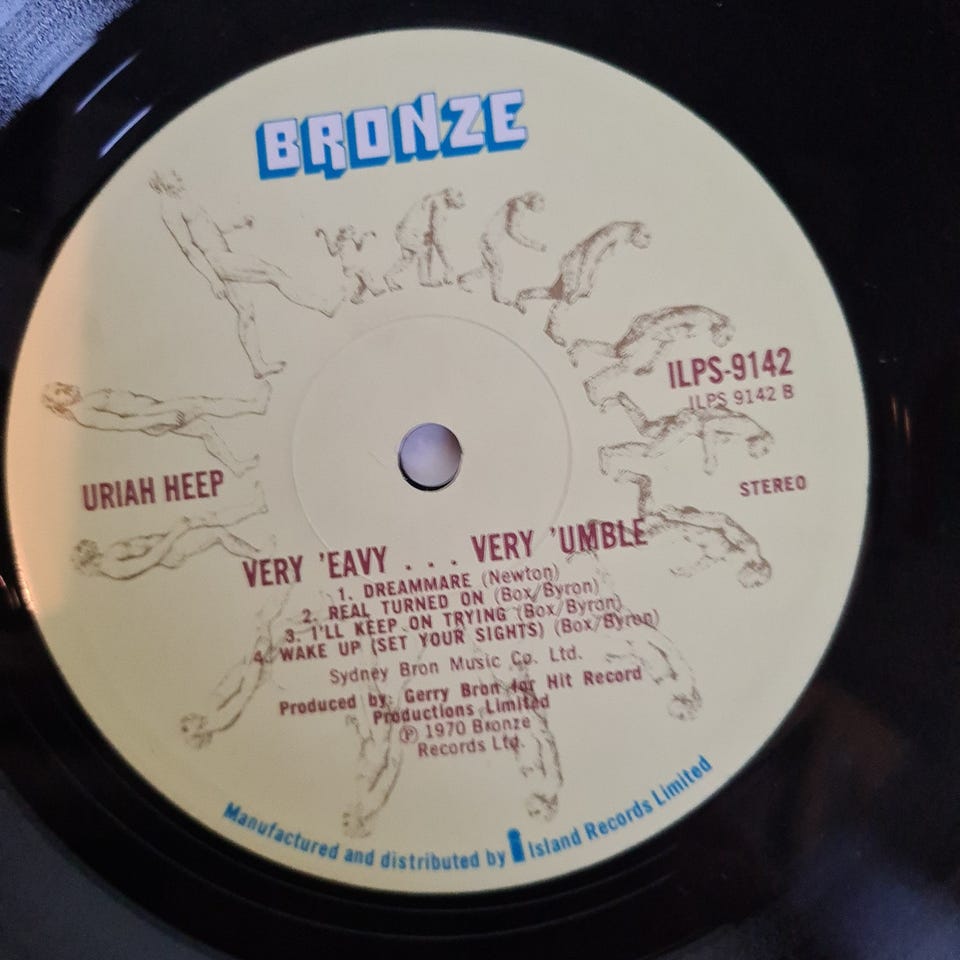 BRONZE
ILPS-9142
ILPS 9142 B
URIAH HEEP
STEREO
VERY 'EAVY . . . VERY 'UMBLE
1. DREAMMARE (Newton)
2. REAL TURNED ON (Box/Byron)
3. I'LL KEEP ON TRYING (Box/Byron)
4. WAKE UP (SET YOUR SIGHTS) (Box/Byron)
Sydney Bron Music Co. Ltd.
Produced by: Gerry Bron for Hit Record
Productions Limited
℗ 1970 Bronze
Records Ltd.
Manufactured and distributed by i Island Records Limited